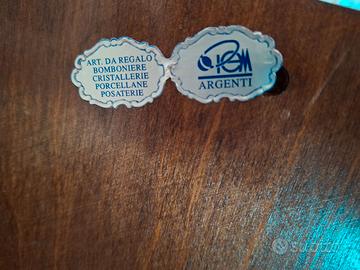 ART. DA REGALO
BOMBONIERE
CRISTALLERIE
PORCELLANE
POSATERIE
ARGENTI
subito